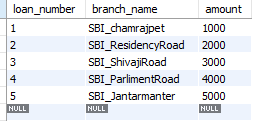 loan_number branch_name amount
1 SBI_chamrajpet 1000
2 SBI_ResidencyRoad 2000
3 SBI_ShivajiRoad 3000
4 SBI_ParlimentRoad 4000
5 SBI_Jantarmanter 5000
NULL NULL NULL